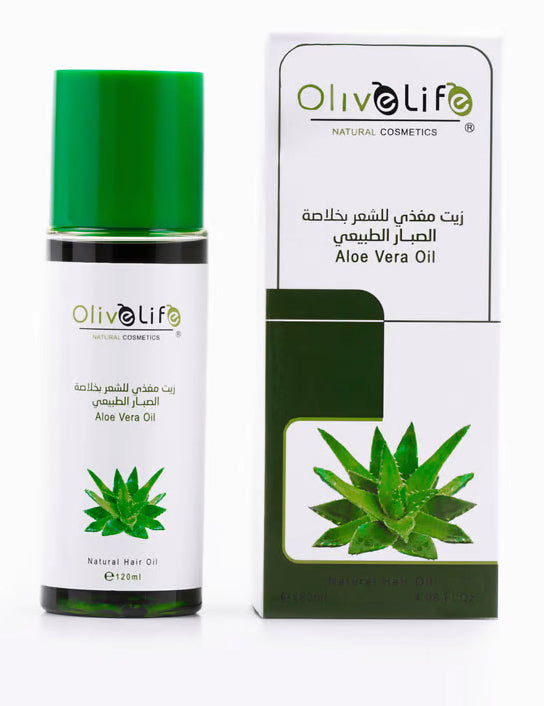 OliveLife
NATURAL COSMETICS
®
زيت مغذي للشعر بخلاصة
الصبار الطبيعي
Aloe Vera Oil
Natural Hair Oil
℮120ml
OliveLife
NATURAL COSMETICS
®
زيت مغذي للشعر بخلاصة
الصبار الطبيعي
Aloe Vera Oil
Natural Hair Oil